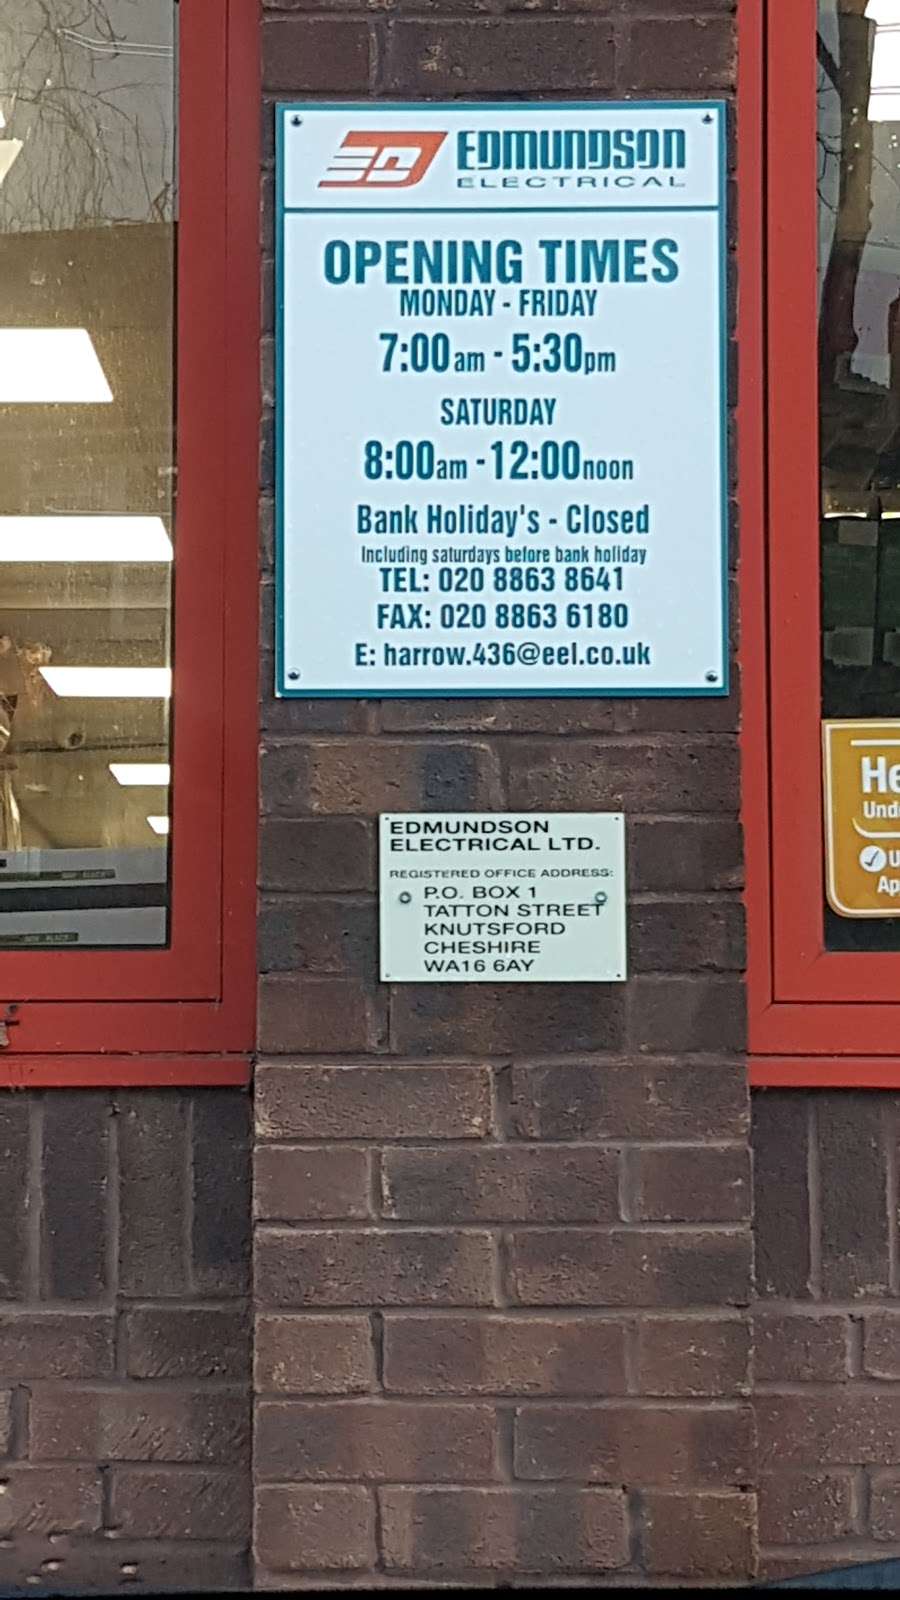 EDMUNDSON
ELECTRICAL
OPENING TIMES
MONDAY - FRIDAY
7:00am - 5:30pm
SATURDAY
8:00am - 12:00noon
Bank Holiday's - Closed
Including saturdays before bank holiday
TEL: 020 8863 8641
FAX: 020 8863 6180
E: harrow.436@eel.co.uk
EDMUNDSON
ELECTRICAL LTD.
REGISTERED OFFICE ADDRESS:
P.O. BOX 1
TATTON STREET
KNUTSFORD
CHESHIRE
WA16 6AY